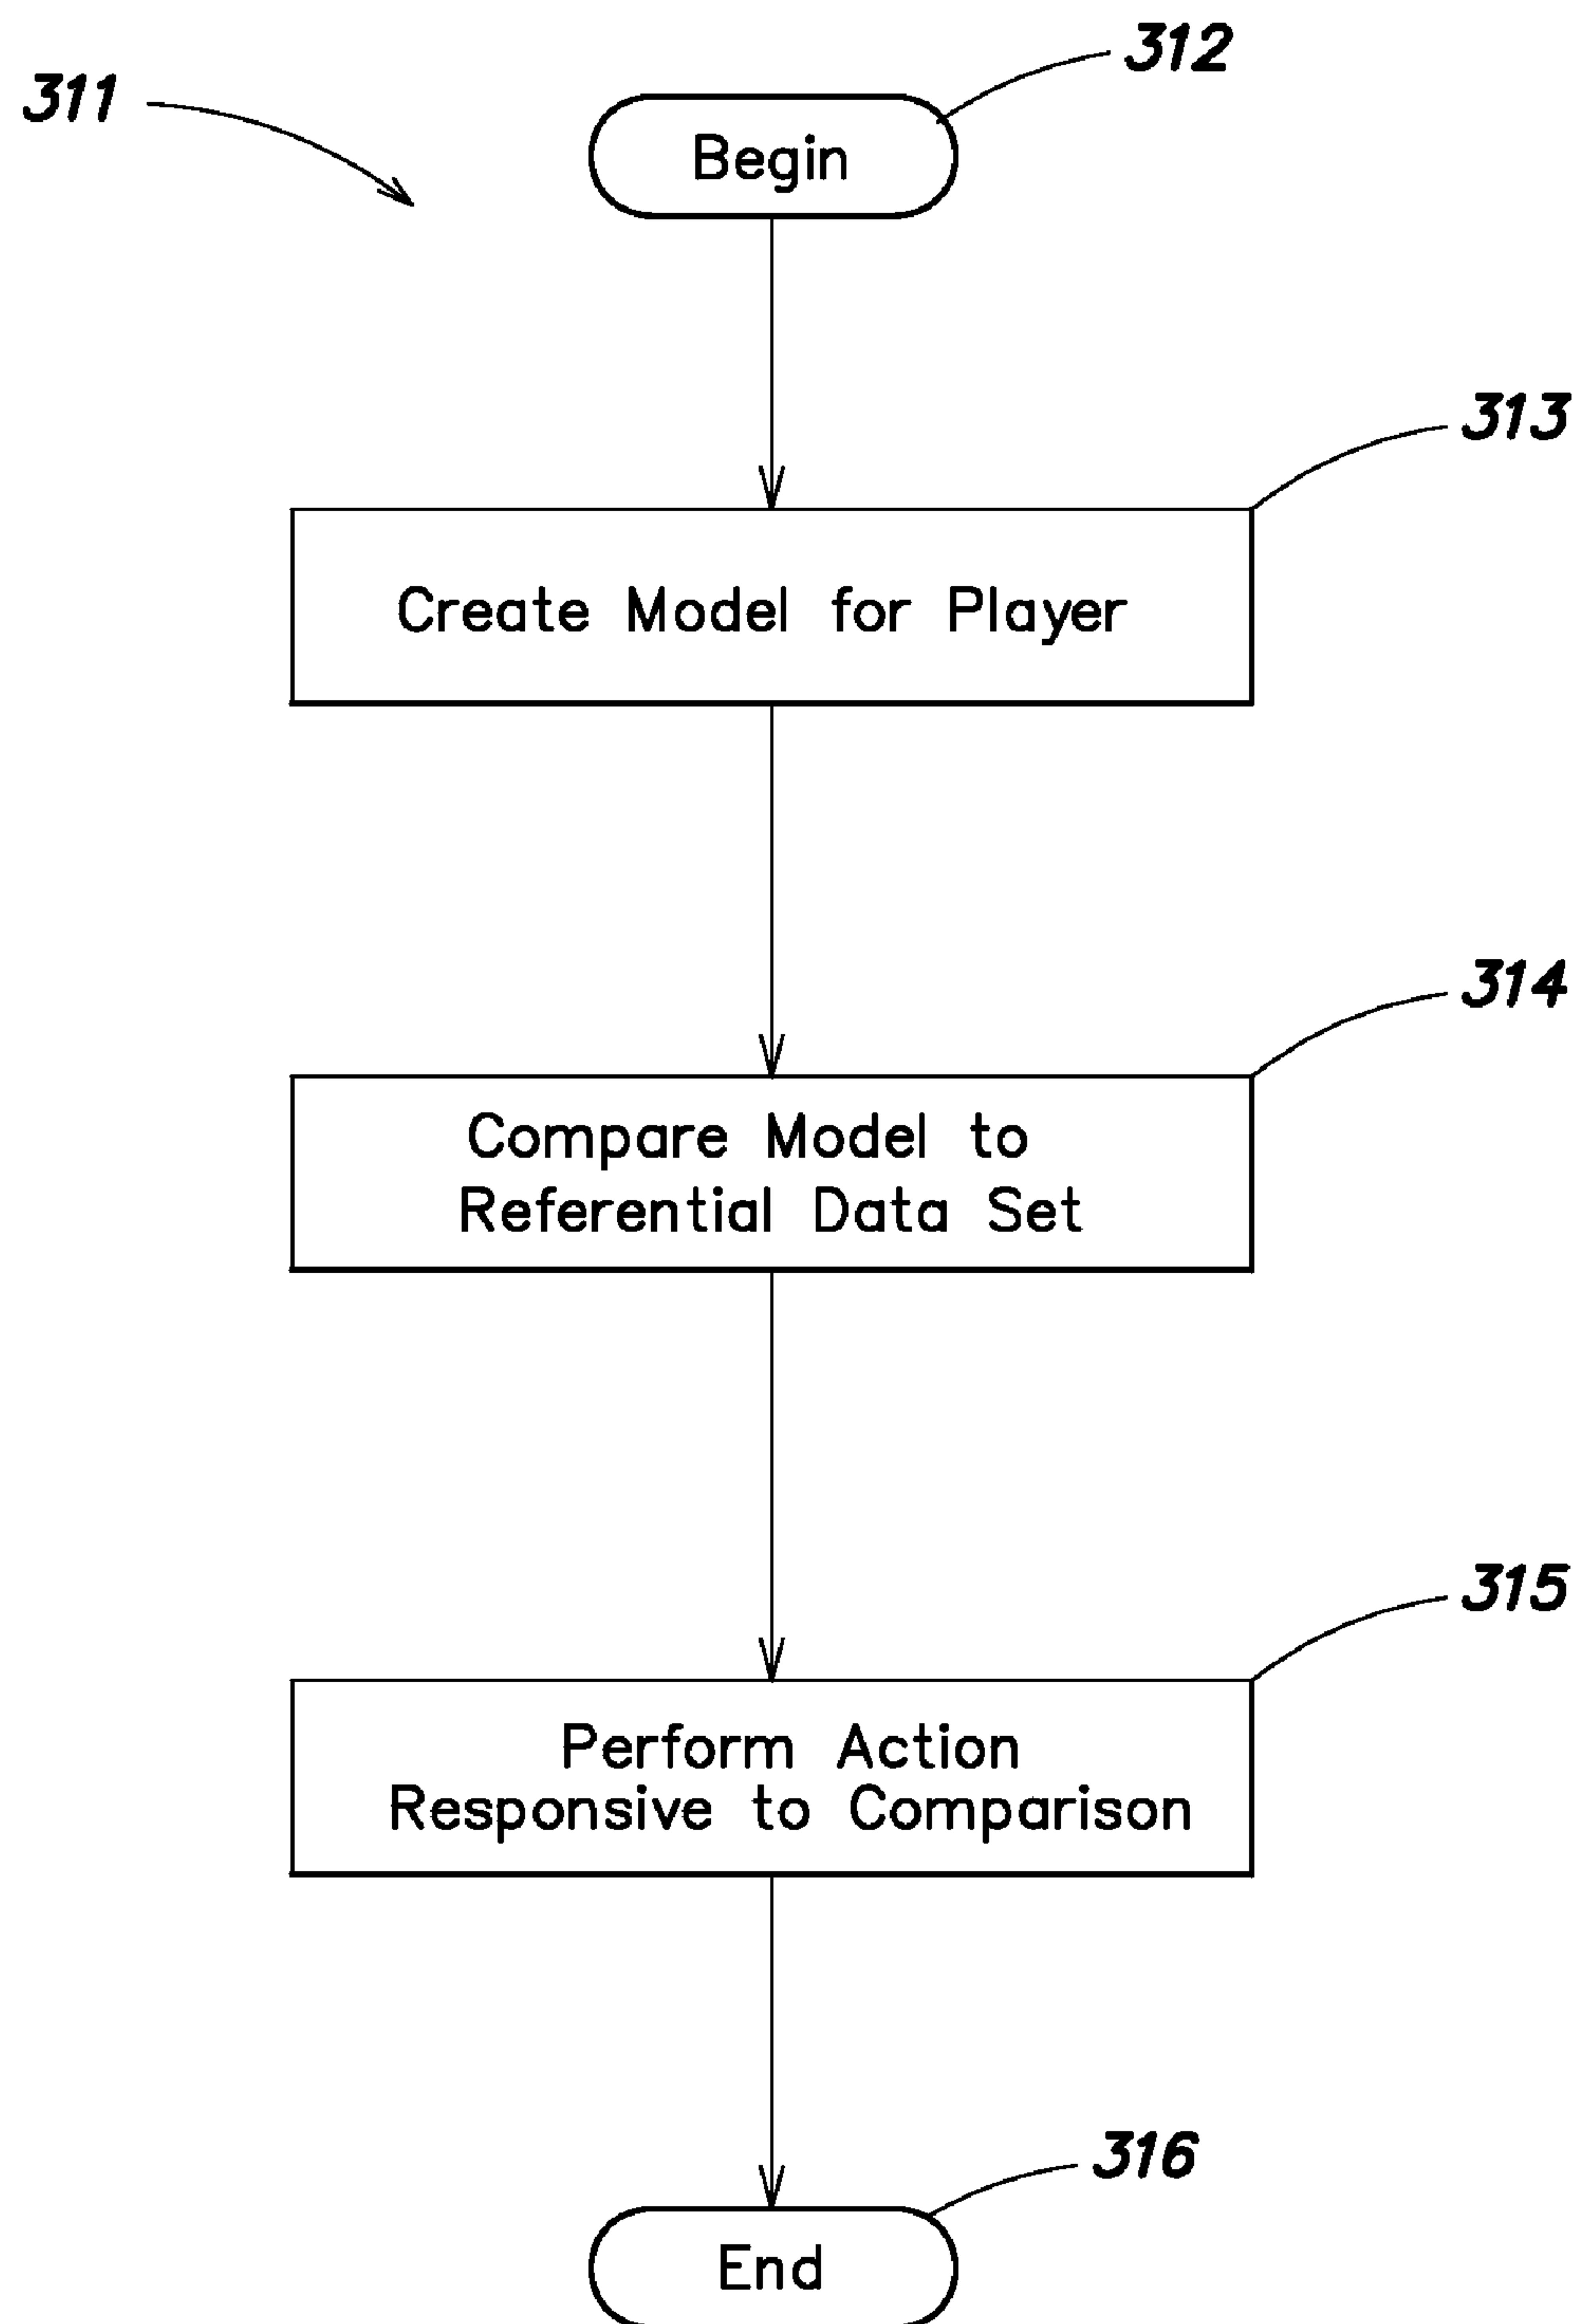 312
311
Begin
313
Create Model for Player
314
Compare Model to
Referential Data Set
315
Perform Action
Responsive to Comparison
316
End